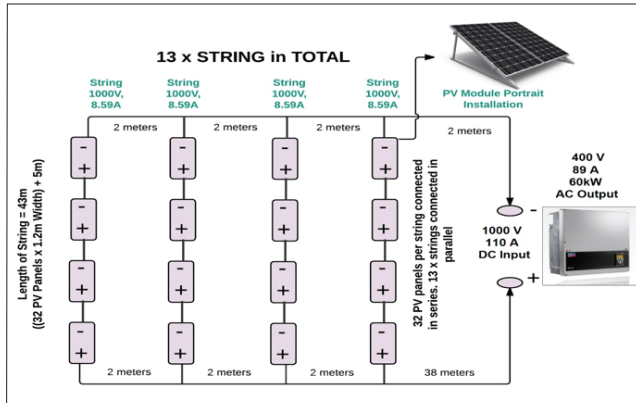 13 x STRING in TOTAL
String
1000V,
8.59A
String
1000V,
8.59A
String
1000V,
8.59A
String
1000V,
8.59A
PV Module Portrait
Installation
2 meters
2 meters
2 meters
2 meters
-
+
-
+
-
+
-
+
-
+
-
+
-
+
-
+
-
+
-
+
-
+
-
+
-
+
-
+
-
+
-
+
Length of String = 43m
((32 PV Panels x 1.2m Width) + 5m)
32 PV panels per string connected
in series. 13 x strings connected in
parallel
400 V
89 A
60kW
AC Output
-
1000 V
110 A
DC Input
+
2 meters
2 meters
2 meters
38 meters